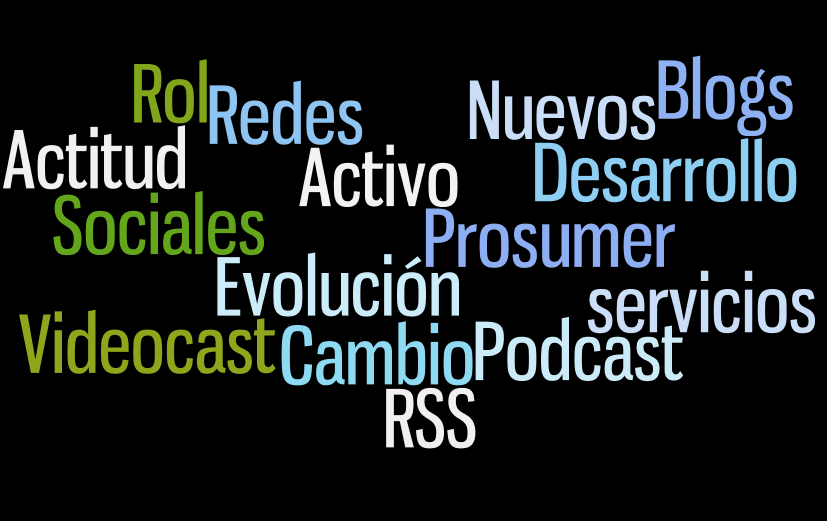 Rol
Redes
Nuevos
Blogs
Actitud
Activo
Desarrollo
Sociales
Prosumer
Evolución
servicios
Videocast
Cambio
Podcast
RSS